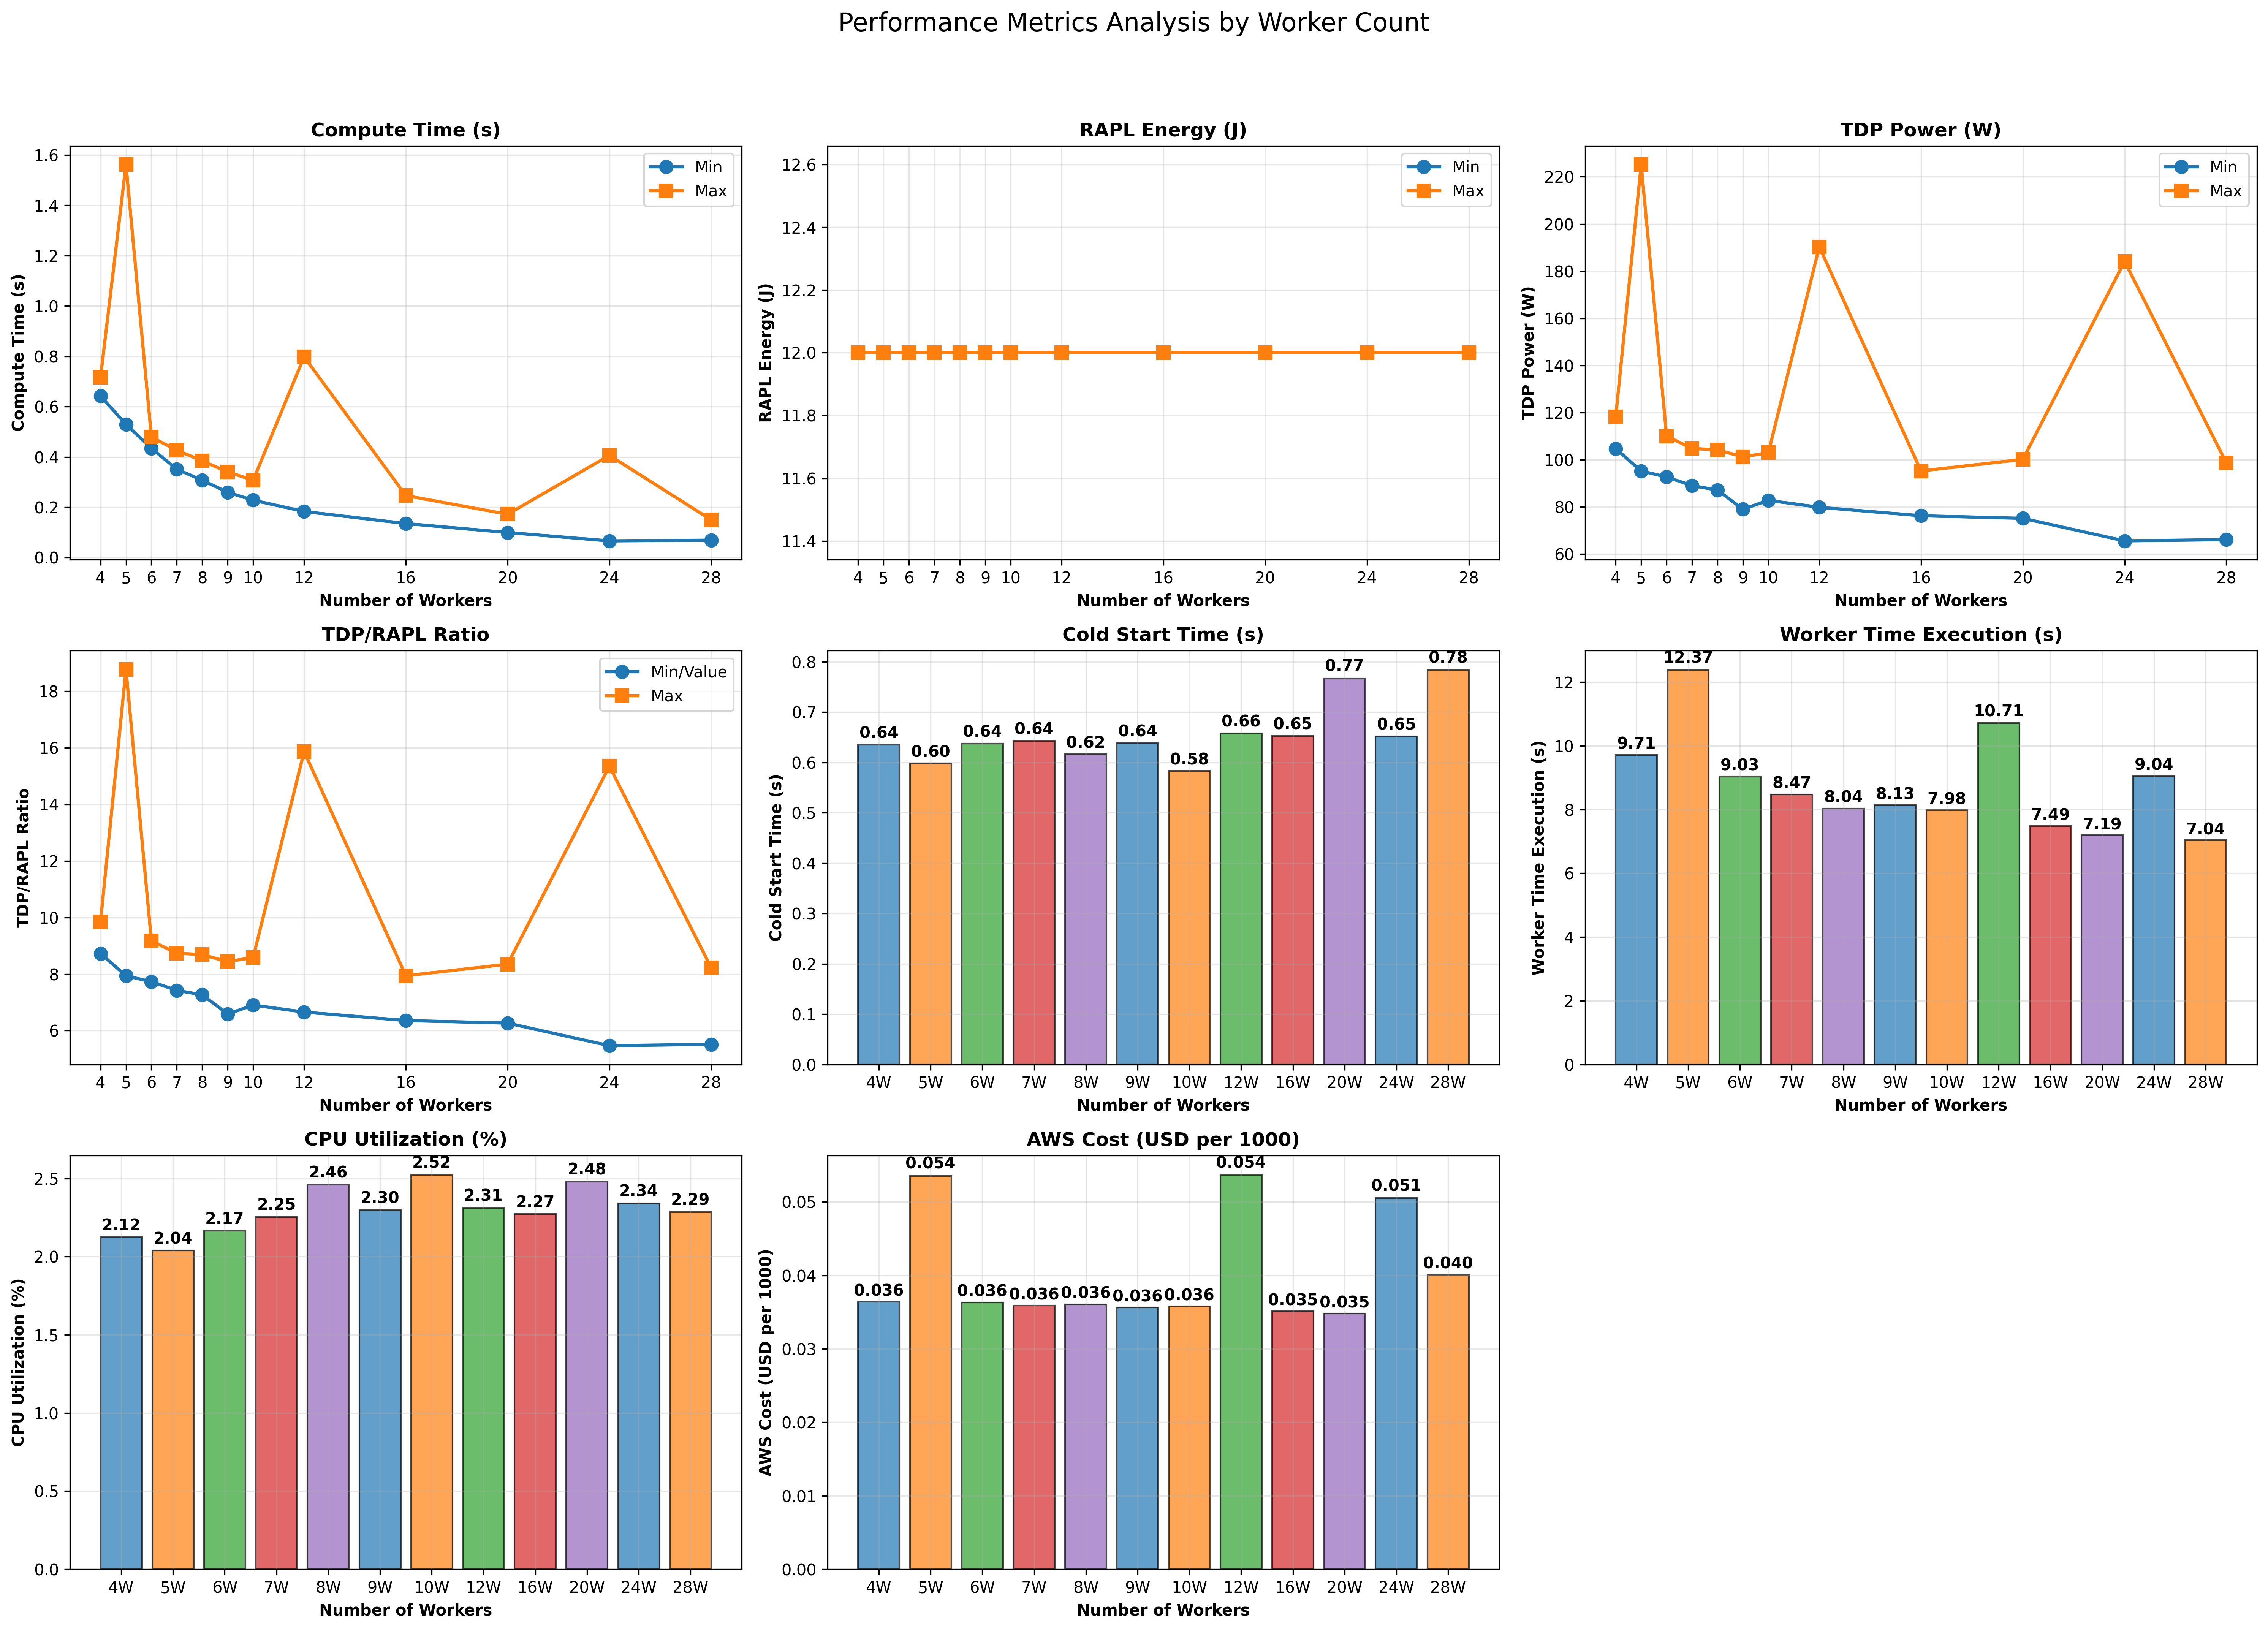 Performance Metrics Analysis by Worker Count
Compute Time (s)
Compute Time (s)
1.6
1.4
1.2
1.0
0.8
0.6
0.4
0.2
0.0
Min
Max
4 5 6 7 8 9 10 12 16 20 24 28
Number of Workers
RAPL Energy (J)
RAPL Energy (J)
12.6
12.4
12.2
12.0
11.8
11.6
11.4
Min
Max
4 5 6 7 8 9 10 12 16 20 24 28
Number of Workers
TDP Power (W)
TDP Power (W)
220
200
180
160
140
120
100
80
60
Min
Max
4 5 6 7 8 9 10 12 16 20 24 28
Number of Workers
TDP/RAPL Ratio
TDP/RAPL Ratio
18
16
14
12
10
8
6
Min/Value
Max
4 5 6 7 8 9 10 12 16 20 24 28
Number of Workers
Cold Start Time (s)
Cold Start Time (s)
0.8
0.7
0.6
0.5
0.4
0.3
0.2
0.1
0.0
0.64 0.60 0.64 0.64 0.62 0.64 0.58 0.66 0.65 0.77 0.65 0.78
4W 5W 6W 7W 8W 9W 10W 12W 16W 20W 24W 28W
Number of Workers
Worker Time Execution (s)
Worker Time Execution (s)
12
10
8
6
4
2
0
9.71 12.37 9.03 8.47 8.04 8.13 7.98 10.71 7.49 7.19 9.04 7.04
4W 5W 6W 7W 8W 9W 10W 12W 16W 20W 24W 28W
Number of Workers
CPU Utilization (%)
CPU Utilization (%)
2.5
2.0
1.5
1.0
0.5
0.0
2.12 2.04 2.17 2.25 2.46 2.30 2.52 2.31 2.27 2.48 2.34 2.29
4W 5W 6W 7W 8W 9W 10W 12W 16W 20W 24W 28W
Number of Workers
AWS Cost (USD per 1000)
AWS Cost (USD per 1000)
0.05
0.04
0.03
0.02
0.01
0.00
0.036 0.054 0.036 0.036 0.036 0.036 0.036 0.054 0.035 0.035 0.051 0.040
4W 5W 6W 7W 8W 9W 10W 12W 16W 20W 24W 28W
Number of Workers